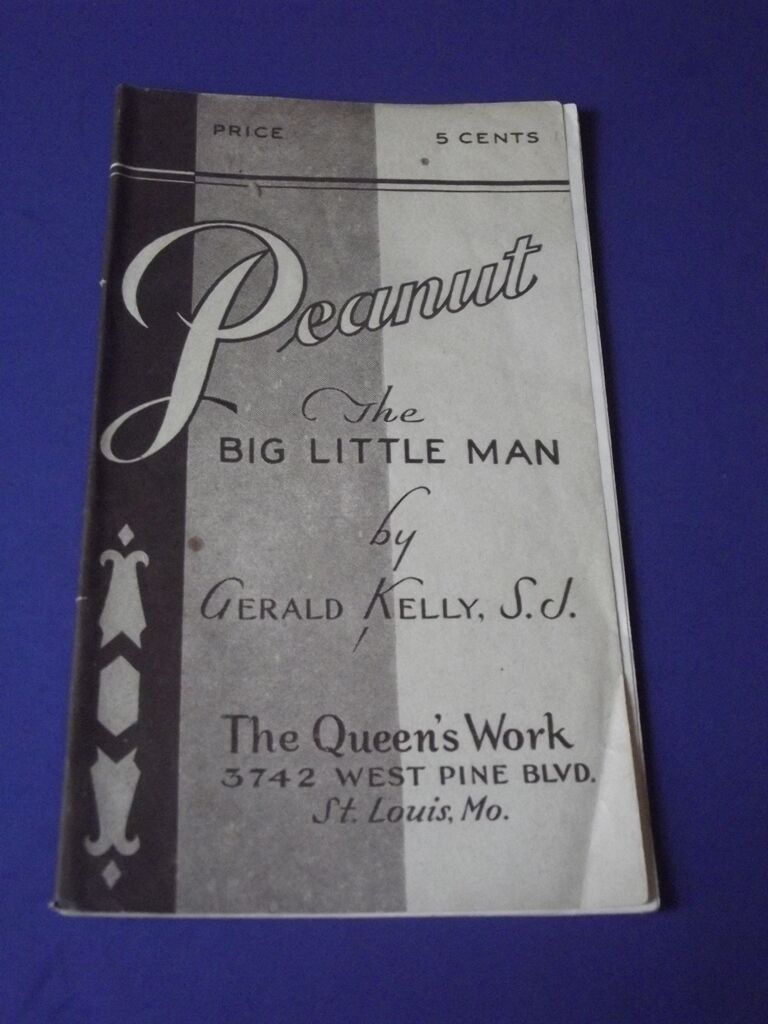 PRICE 5 CENTS
Peanut
The
BIG LITTLE MAN
by
GERALD KELLY, S.J.
The Queen's Work
3742 WEST PINE BLVD.
St. Louis, Mo.